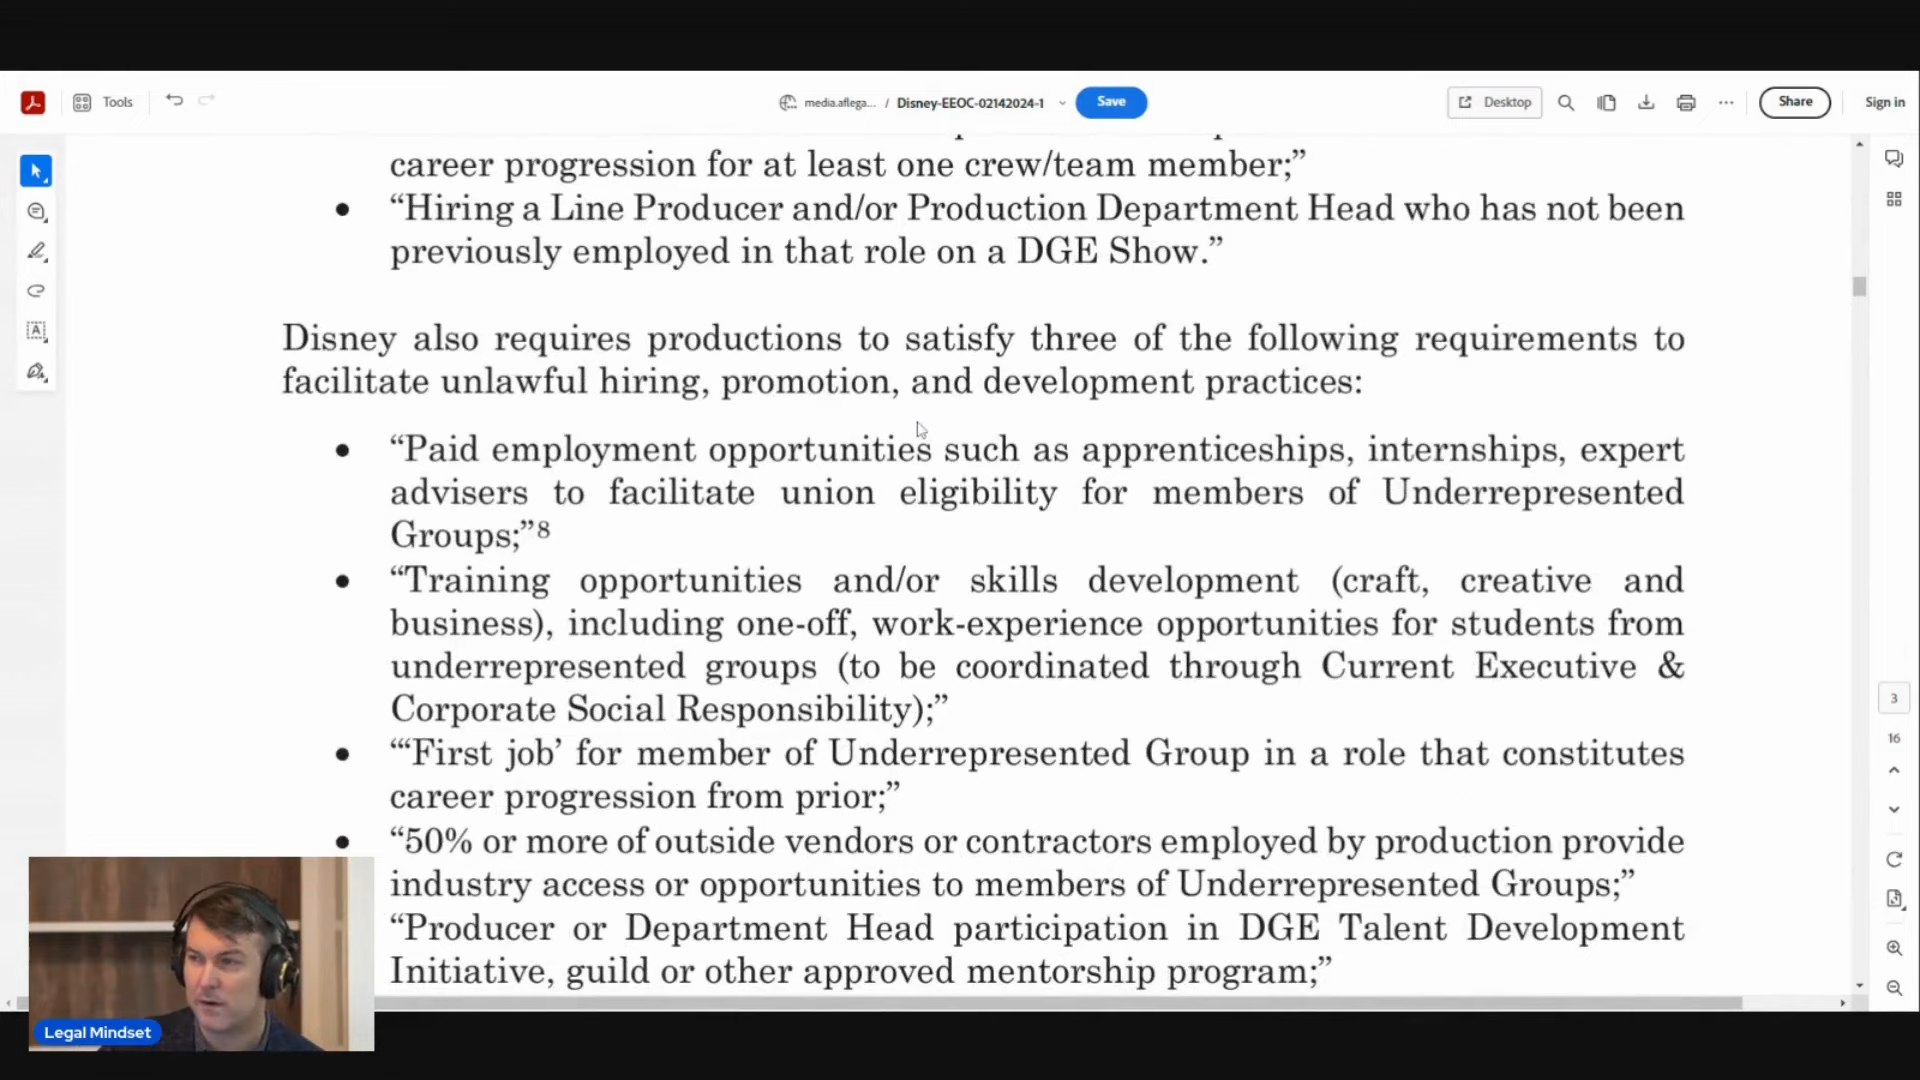 Tools
media.aflega... / Disney-EEOC-02142024-1
Save
Desktop
Share
Sign in
career progression for at least one crew/team member;”
• “Hiring a Line Producer and/or Production Department Head who has not been
previously employed in that role on a DGE Show.”
Disney also requires productions to satisfy three of the following requirements to
facilitate unlawful hiring, promotion, and development practices:
• “Paid employment opportunities such as apprenticeships, internships, expert
advisers to facilitate union eligibility for members of Underrepresented
Groups;”8
• “Training opportunities and/or skills development (craft, creative and
business), including one-off, work-experience opportunities for students from
underrepresented groups (to be coordinated through Current Executive &
Corporate Social Responsibility);”
• “‘First job’ for member of Underrepresented Group in a role that constitutes
career progression from prior;”
• “50% or more of outside vendors or contractors employed by production provide
industry access or opportunities to members of Underrepresented Groups;”
“Producer or Department Head participation in DGE Talent Development
Initiative, guild or other approved mentorship program;”
3
16
Legal Mindset